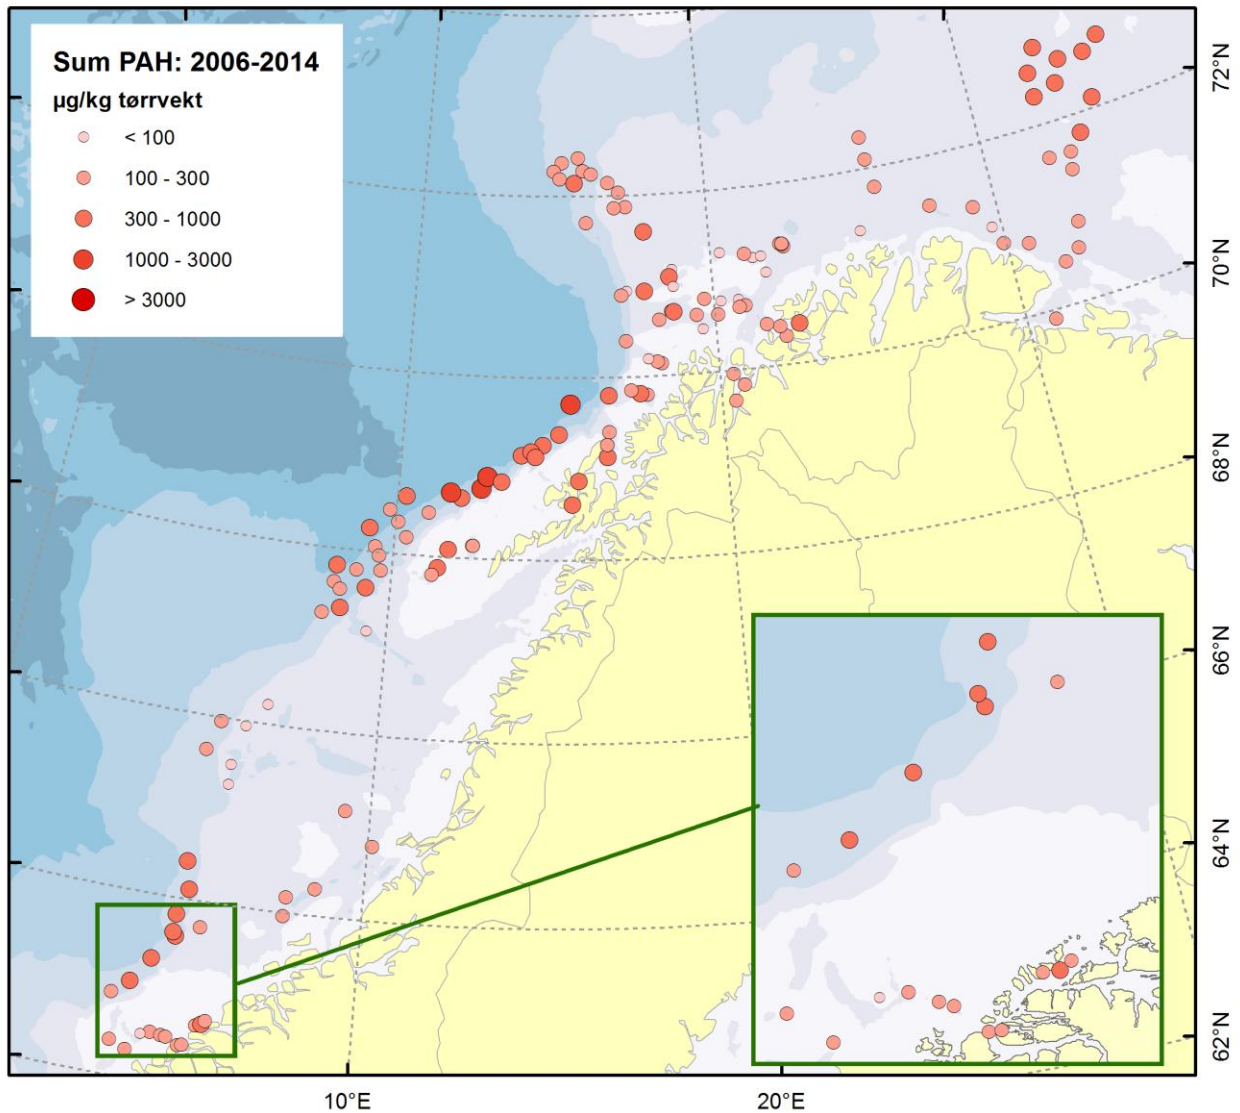 Sum PAH: 2006-2014
µg/kg tørrvekt
< 100
100 - 300
300 - 1000
1000 - 3000
> 3000
72°N
70°N
68°N
66°N
64°N
62°N
10°E
20°E